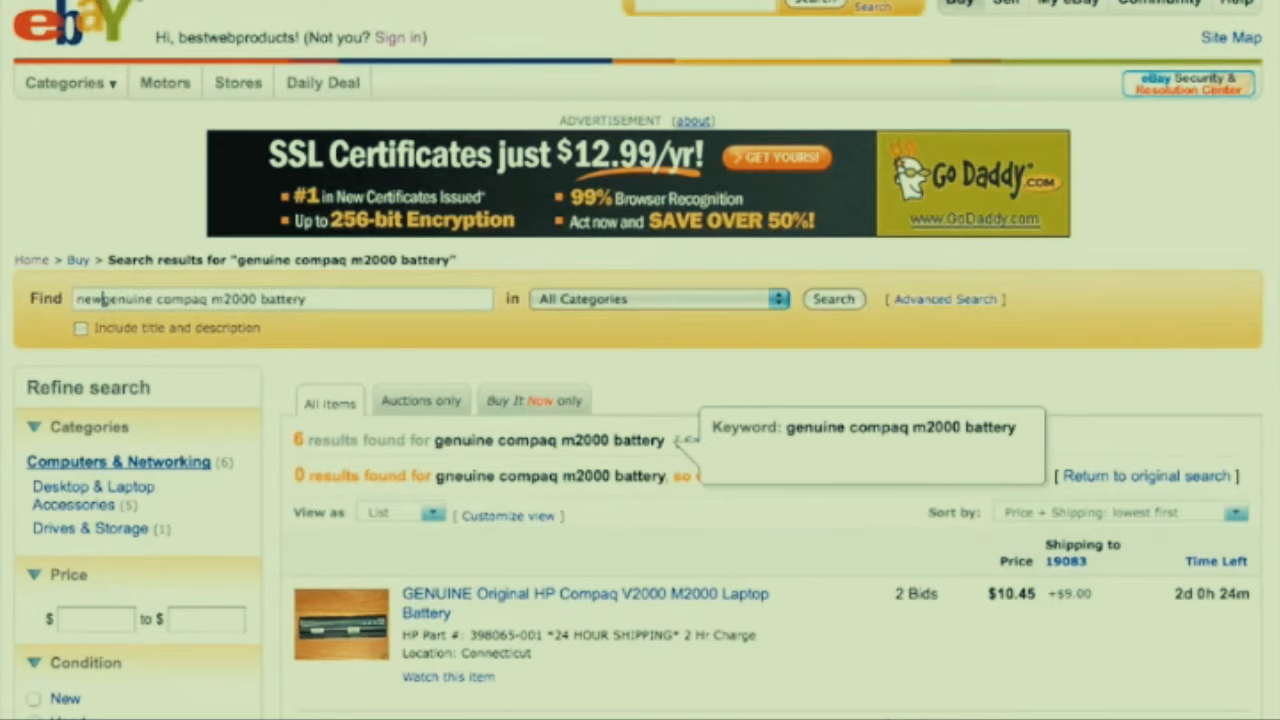 ebaY
Search
Search
Buy Sell My eBay Community Help
Hi, bestwebproducts! (Not you? Sign in)
Site Map
Categories ▾ Motors Stores Daily Deal
eBay Security &
Resolution Center
ADVERTISEMENT [about]
SSL Certificates just $12.99/yr!
> GET YOURS!
#1 in New Certificates Issued*
99% Browser Recognition
Up to 256-bit Encryption
Act now and SAVE OVER 50%!
Go Daddy.COM
www.GoDaddy.com
Home > Buy > Search results for "genuine compaq m2000 battery"
Find newgenuine compaq m2000 battery in All Categories Search [ Advanced Search ]
Include title and description
Refine search
All items Auctions only Buy It Now only
Categories
Keyword: genuine compaq m2000 battery
6 results found for genuine compaq m2000 battery
Computers & Networking (6)
0 results found for gneuine compaq m2000 battery, so
[ Return to original search ]
Desktop & Laptop
Accessories (5)
Drives & Storage (1)
View as List [ Customize view ]
Sort by: Price + Shipping: lowest first
Price Shipping to
19083 Time Left
Price
$ to $
GENUINE Original HP Compaq V2000 M2000 Laptop
Battery
2 Bids $10.45 +$9.00 2d 0h 24m
HP Part #: 398065-001 *24 HOUR SHIPPING* 2 Hr Charge
Location: Connecticut
Watch this item
Condition
New